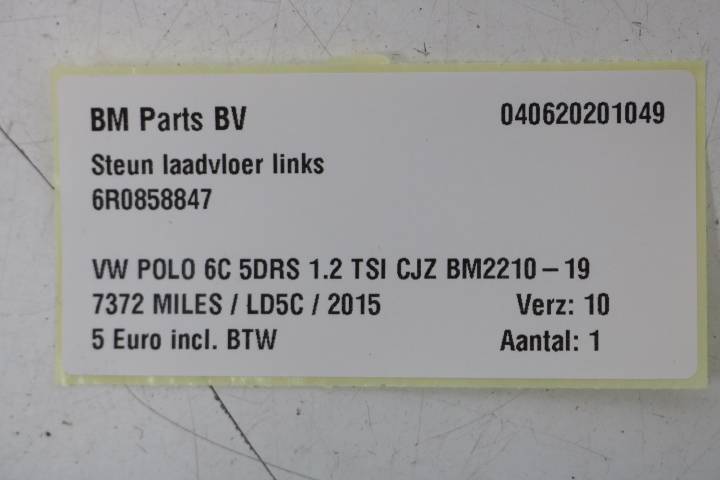 BM Parts BV 040620201049
Steun laadvloer links
6R0858847
VW POLO 6C 5DRS 1.2 TSI CJZ BM2210-19
7372 MILES / LD5C / 2015 Verz: 10
5 Euro incl. BTW Aantal: 1